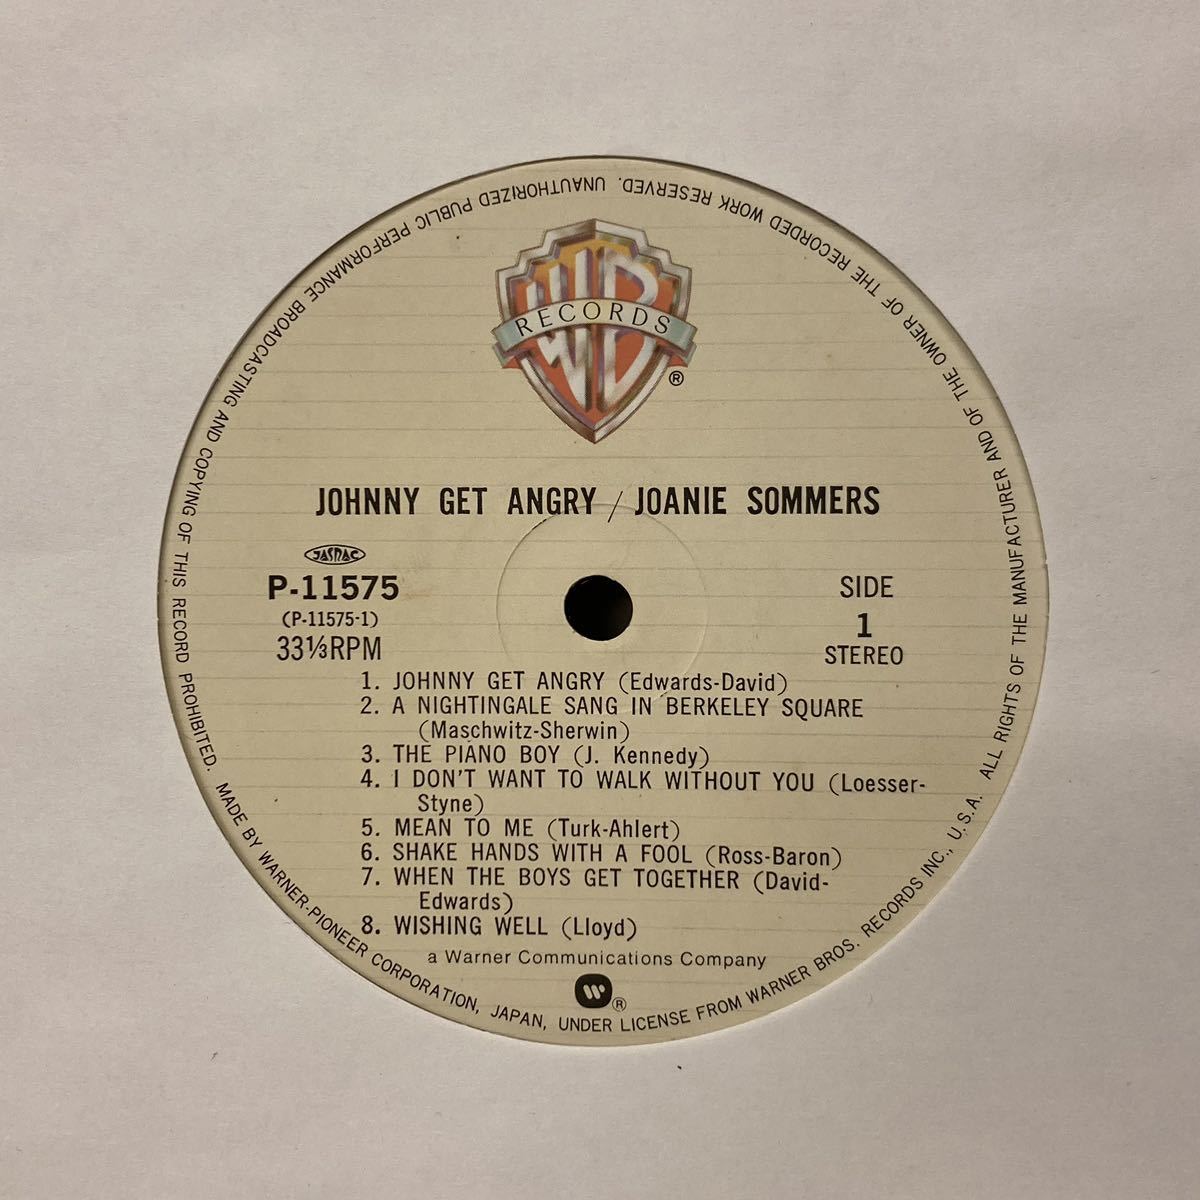 WB
RECORDS
®
JOHNNY GET ANGRY / JOANIE SOMMERS
JASRAC
P-11575
(P-11575-1)
33⅓RPM
SIDE
1
STEREO
1. JOHNNY GET ANGRY (Edwards-David)
2. A NIGHTINGALE SANG IN BERKELEY SQUARE
(Maschwitz-Sherwin)
3. THE PIANO BOY (J. Kennedy)
4. I DON'T WANT TO WALK WITHOUT YOU (Loesser-
Styne)
5. MEAN TO ME (Turk-Ahlert)
6. SHAKE HANDS WITH A FOOL (Ross-Baron)
7. WHEN THE BOYS GET TOGETHER (David-
Edwards)
8. WISHING WELL (Lloyd)
a Warner Communications Company
®
MADE BY WARNER-PIONEER CORPORATION, JAPAN, UNDER LICENSE FROM WARNER BROS. RECORDS INC., U.S.A. ALL RIGHTS OF THE MANUFACTURER AND OF THE OWNER OF THE RECORDED WORK RESERVED. UNAUTHORIZED PUBLIC PERFORMANCE BROADCASTING AND COPYING OF THIS RECORD PROHIBITED.